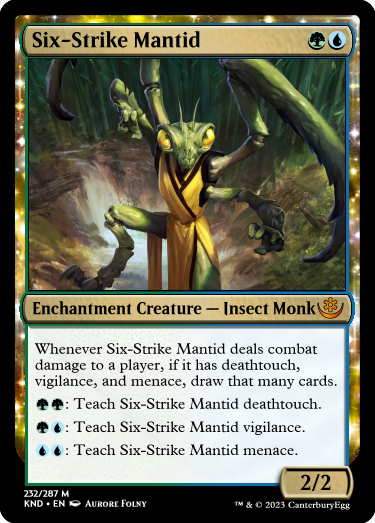 Six-Strike Mantid
Enchantment Creature — Insect Monk
Whenever Six-Strike Mantid deals combat
damage to a player, if it has deathtouch,
vigilance, and menace, draw that many cards.
: Teach Six-Strike Mantid deathtouch.
: Teach Six-Strike Mantid vigilance.
: Teach Six-Strike Mantid menace.
2/2
232/287 M
KND • EN Aurore Folny
™ & © 2023 CanterburyEgg